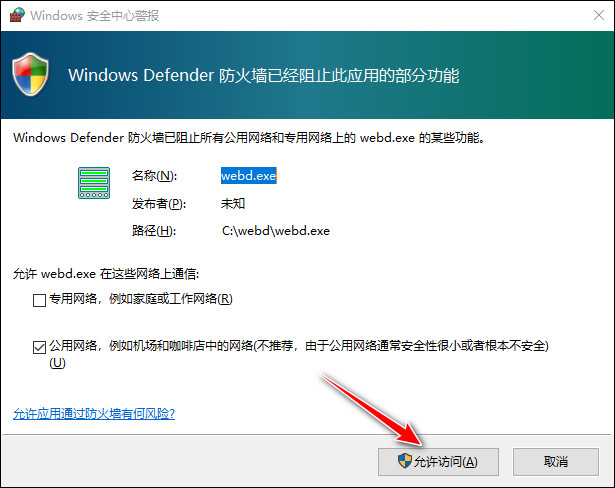 Windows 安全中心警报
Windows Defender 防火墙已经阻止此应用的部分功能
Windows Defender 防火墙已阻止所有公用网络和专用网络上的 webd.exe 的某些功能。
名称(N): webd.exe
发布者(P): 未知
路径(H): C:\webd\webd.exe
允许 webd.exe 在这些网络上通信:
专用网络，例如家庭或工作网络(R)
公用网络，例如机场和咖啡店中的网络(不推荐，由于公用网络通常安全性很小或者根本不安全)
(U)
允许应用通过防火墙有何风险?
允许访问(A) 取消